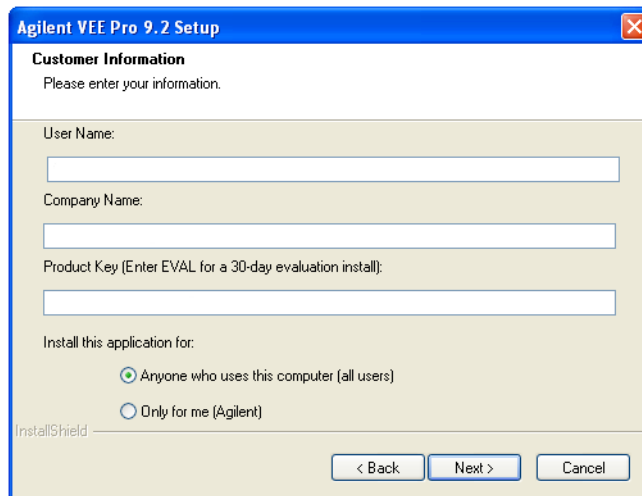 Agilent VEE Pro 9.2 Setup
Customer Information
Please enter your information.
User Name:
Company Name:
Product Key (Enter EVAL for a 30-day evaluation install):
Install this application for:
Anyone who uses this computer (all users)
Only for me (Agilent)
InstallShield
< Back Next > Cancel